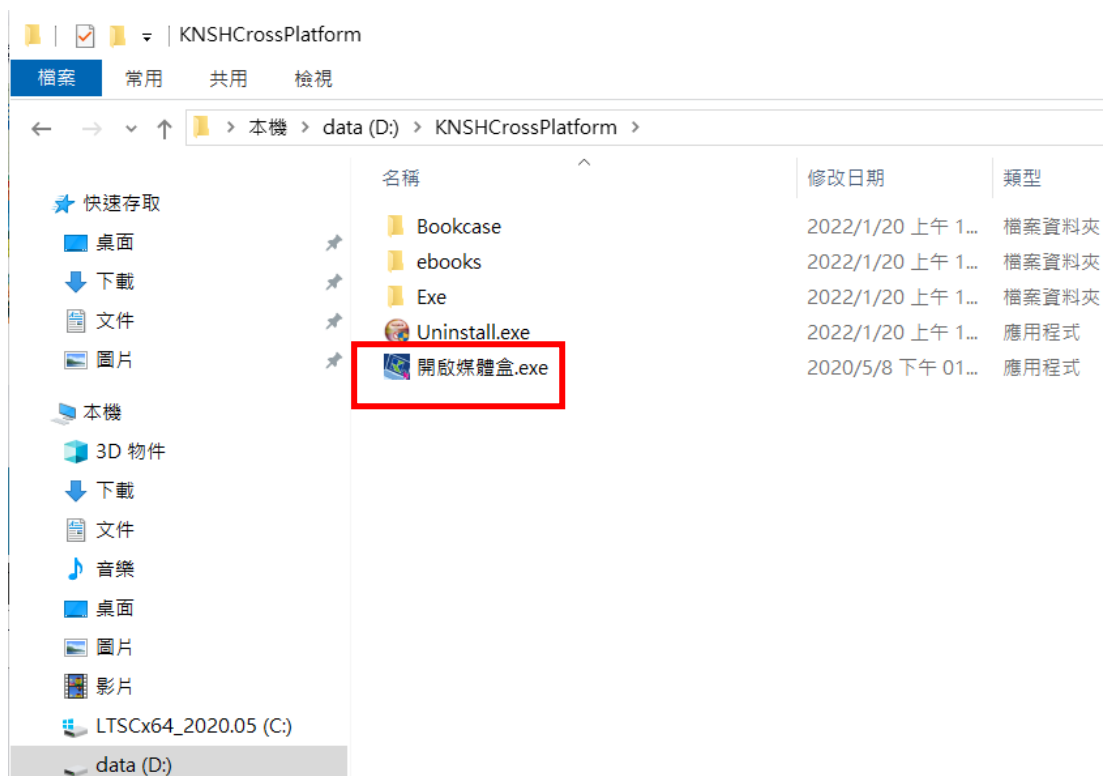 KNSHCrossPlatform
檔案 常用 共用 檢視
本機 data (D:) KNSHCrossPlatform
名稱 修改日期 類型
快速存取
桌面
下載
文件
圖片
本機
3D 物件
下載
文件
音樂
桌面
圖片
影片
LTSCx64_2020.05 (C:)
data (D:)
Bookcase 2022/1/20 上午 1... 檔案資料夾
ebooks 2022/1/20 上午 1... 檔案資料夾
Exe 2022/1/20 上午 1... 檔案資料夾
Uninstall.exe 2022/1/20 上午 1... 應用程式
開啟媒體盒.exe 2020/5/8 下午 01... 應用程式